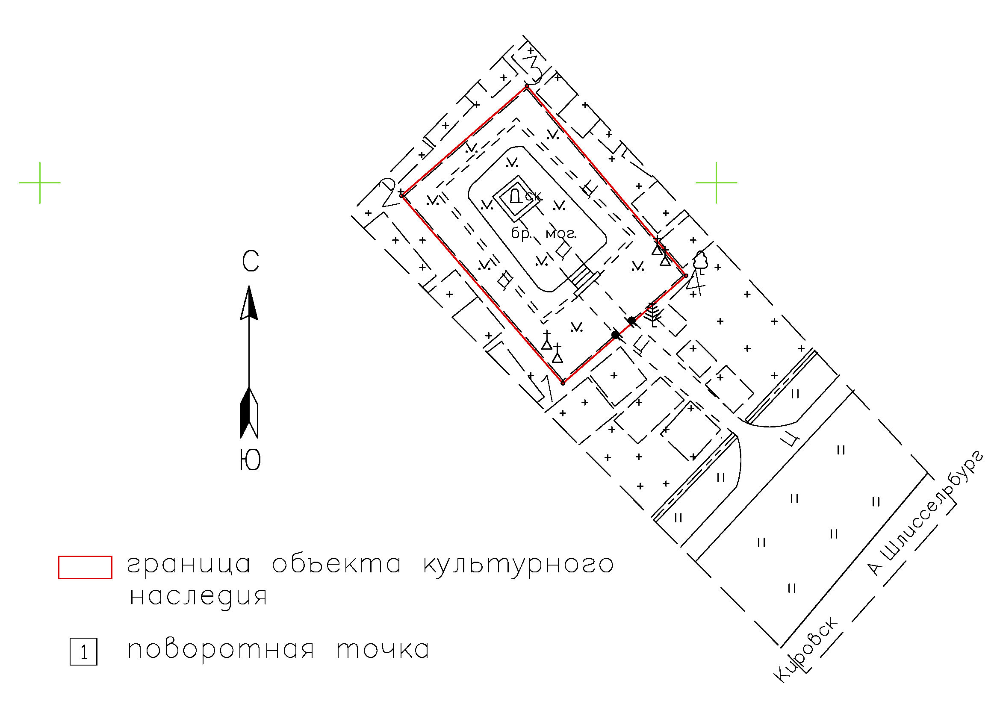 3
2
ск.
бр. мог.
С
4
1
Ю
Ц
А Шлиссельбург
Кировск
граница объекта культурного
наследия
1 поворотная точка